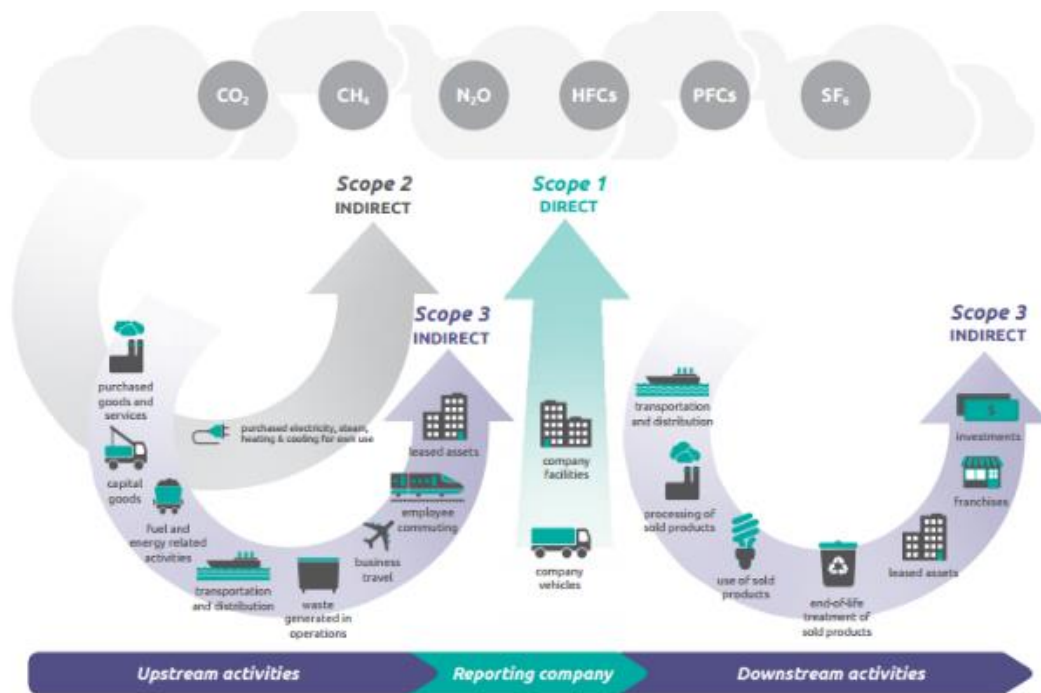 CO₂
CH₄
N₂O
HFCs
PFCs
SF₆
Scope 2
INDIRECT
Scope 1
DIRECT
Scope 3
INDIRECT
Scope 3
INDIRECT
purchased
goods and
services
capital
goods
fuel and
energy related
activities
transportation
and distribution
waste
generated in
operations
business
travel
employee
commuting
leased assets
purchased electricity, steam,
heating & cooling for own use
company
facilities
company
vehicles
transportation
and distribution
processing of
sold products
use of sold
products
end-of-life
treatment of
sold products
leased assets
franchises
investments
$
Upstream activities
Reporting company
Downstream activities